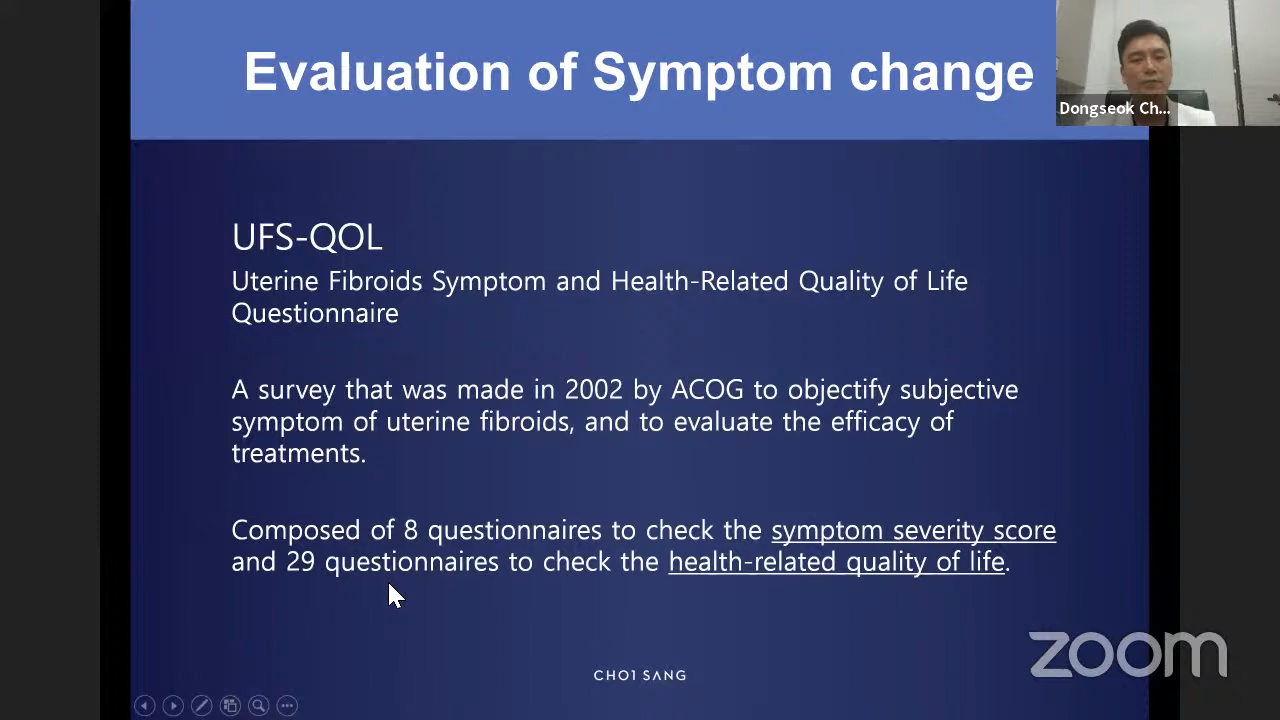 Evaluation of Symptom change
Dongseok Ch...
UFS-QOL
Uterine Fibroids Symptom and Health-Related Quality of Life
Questionnaire
A survey that was made in 2002 by ACOG to objectify subjective
symptom of uterine fibroids, and to evaluate the efficacy of
treatments.
Composed of 8 questionnaires to check the symptom severity score
and 29 questionnaires to check the health-related quality of life.
zoom
CHOI SANG